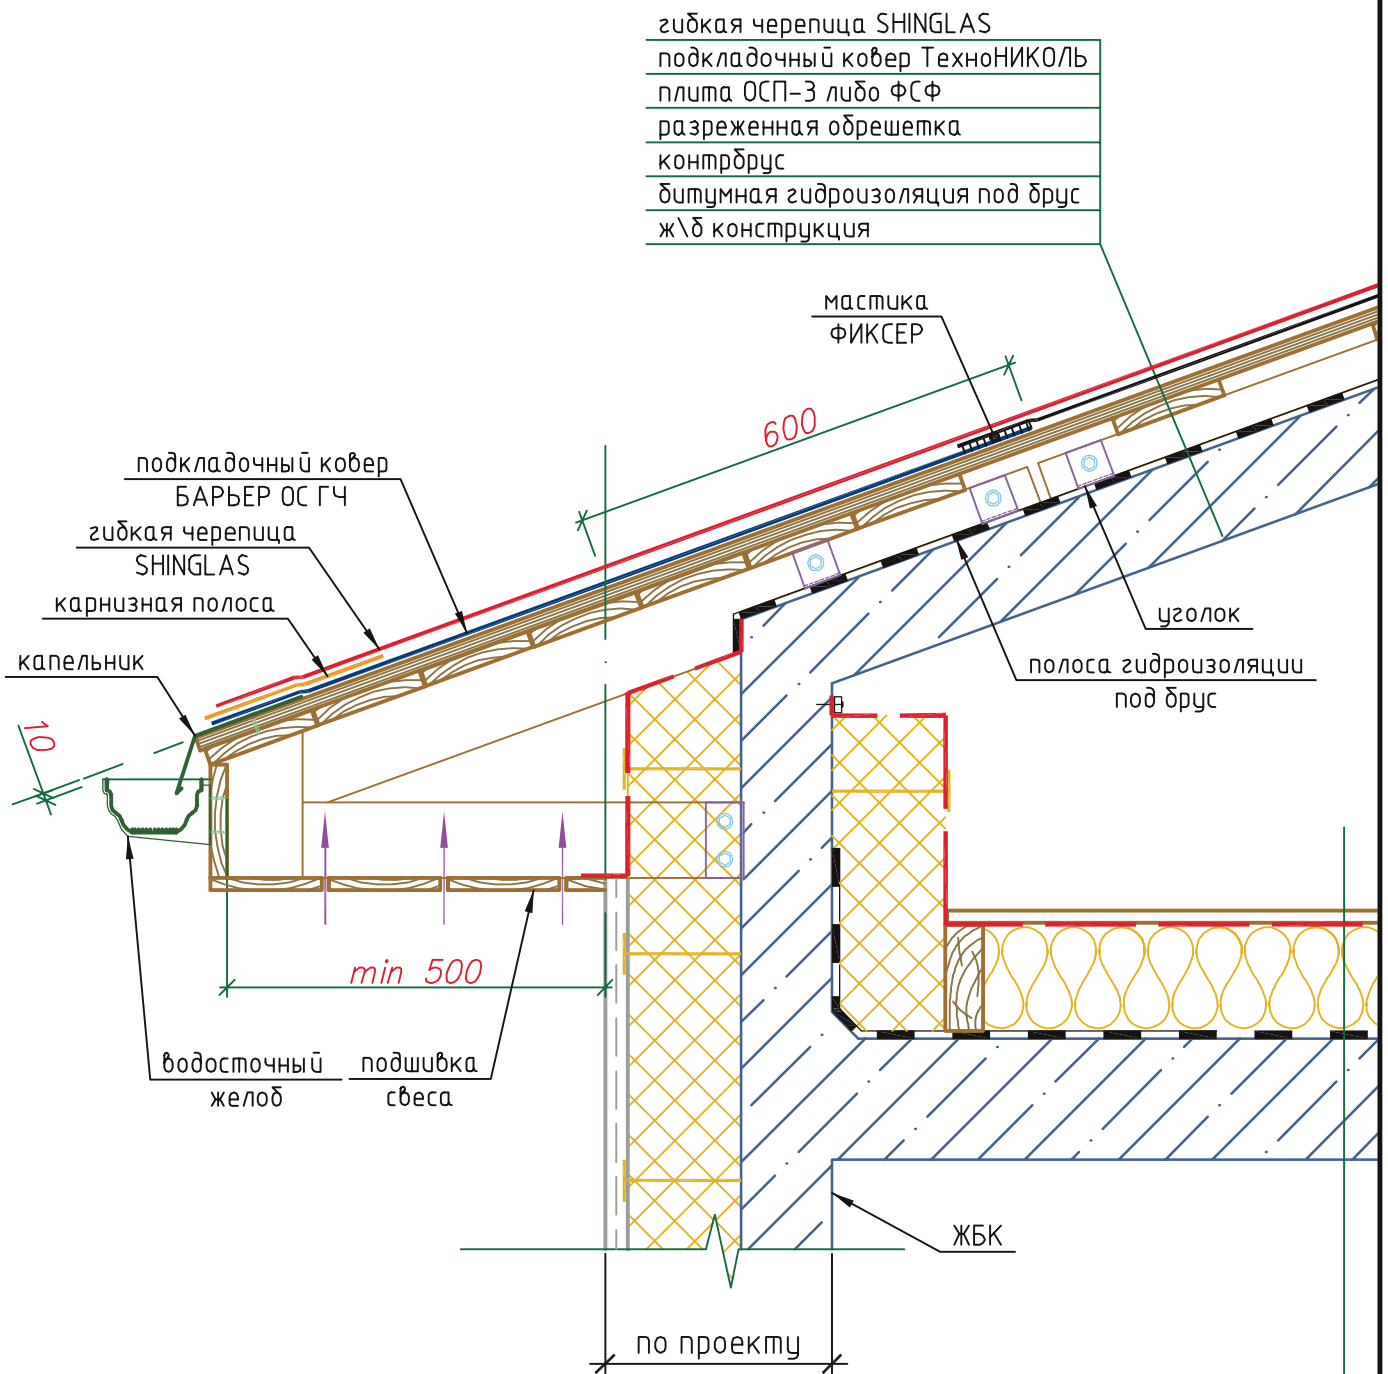 гибкая черепица SHINGLAS
подкладочный ковер ТехноНИКОЛЬ
плита ОСП-3 либо ФСФ
разреженная обрешетка
контрбрус
битумная гидроизоляция под брус
ж\б конструкция
мастика
ФИКСЕР
600
подкладочный ковер
БАРЬЕР ОС ГЧ
гибкая черепица
SHINGLAS
карнизная полоса
капельник
10
уголок
полоса гидроизоляции
под брус
min 500
водосточный
желоб
подшивка
свеса
ЖБК
по проекту